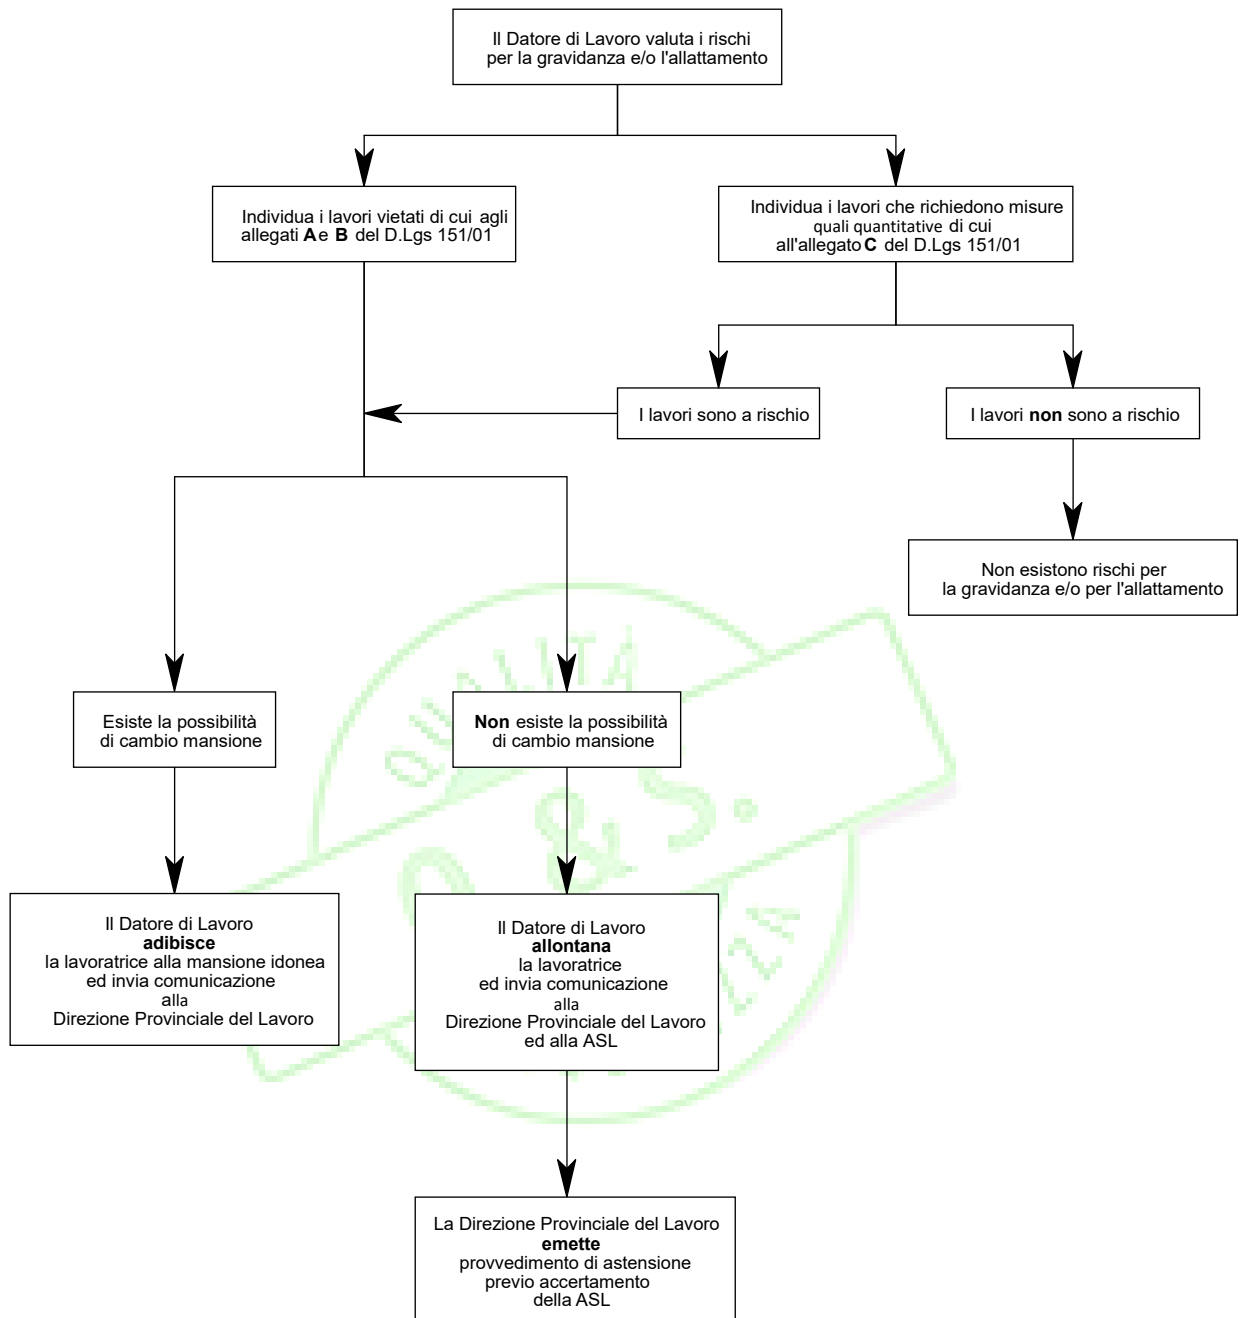 Il Datore di Lavoro valuta i rischi
per la gravidanza e/o l'allattamento
Individua i lavori vietati di cui agli
allegati A e B del D.Lgs 151/01
Individua i lavori che richiedono misure
quali quantitative di cui
all'allegato C del D.Lgs 151/01
I lavori sono a rischio
I lavori non sono a rischio
Non esistono rischi per
la gravidanza e/o per l'allattamento
Esiste la possibilità
di cambio mansione
Non esiste la possibilità
di cambio mansione
Il Datore di Lavoro
adibisce
la lavoratrice alla mansione idonea
ed invia comunicazione
alla
Direzione Provinciale del Lavoro
Il Datore di Lavoro
allontana
la lavoratrice
ed invia comunicazione
alla
Direzione Provinciale del Lavoro
ed alla ASL
La Direzione Provinciale del Lavoro
emette
provvedimento di astensione
previo accertamento
della ASL
QUALITÀ
& S.